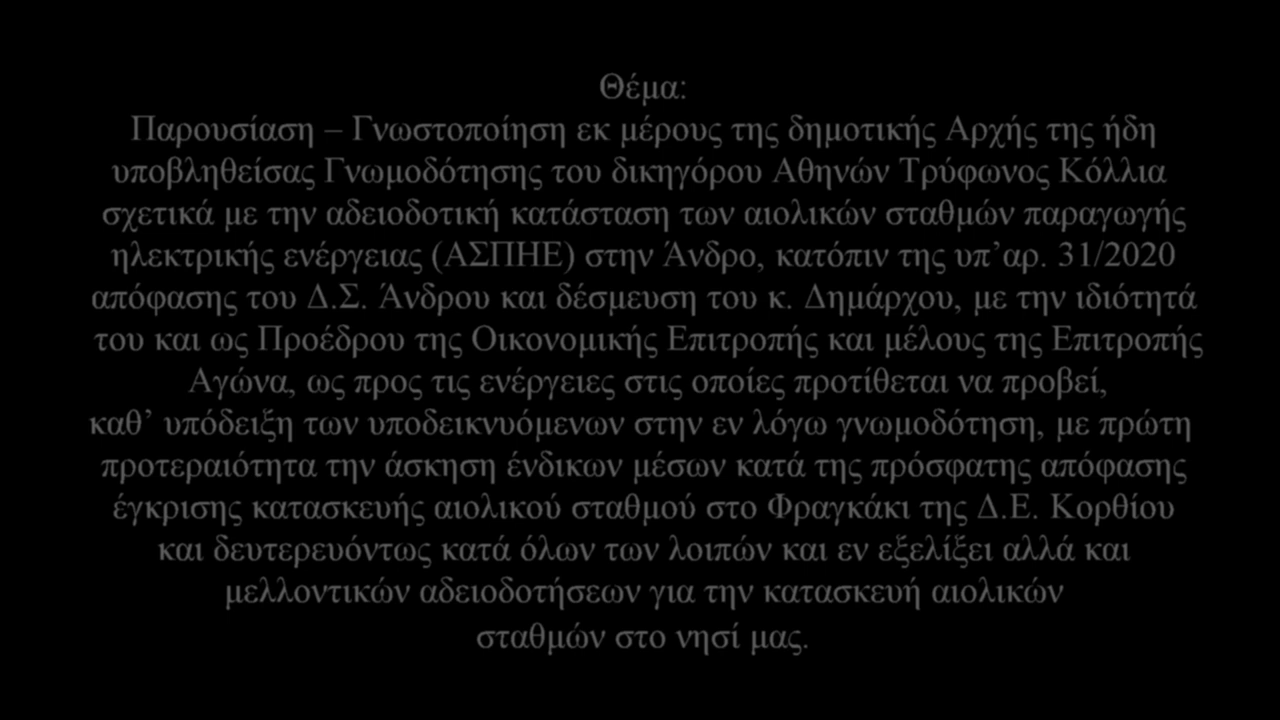 Θέμα:
Παρουσίαση – Γνωστοποίηση εκ μέρους της δημοτικής Αρχής της ήδη
υποβληθείσας Γνωμοδότησης του δικηγόρου Αθηνών Τρύφωνος Κόλλια
σχετικά με την αδειοδοτική κατάσταση των αιολικών σταθμών παραγωγής
ηλεκτρικής ενέργειας (ΑΣΠΗΕ) στην Άνδρο, κατόπιν της υπ’ αρ. 31/2020
απόφασης του Δ.Σ. Άνδρου και δέσμευση του κ. Δημάρχου, με την ιδιότητά
του και ως Προέδρου της Οικονομικής Επιτροπής και μέλους της Επιτροπής
Αγώνα, ως προς τις ενέργειες στις οποίες προτίθεται να προβεί,
καθ’ υπόδειξη των υποδεικνυόμενων στην εν λόγω γνωμοδότηση, με πρώτη
προτεραιότητα την άσκηση ένδικων μέσων κατά της πρόσφατης απόφασης
έγκρισης κατασκευής αιολικού σταθμού στο Φραγκάκι της Δ.Ε. Κορθίου
και δευτερευόντως κατά όλων των λοιπών και εν εξελίξει αλλά και
μελλοντικών αδειοδοτήσεων για την κατασκευή αιολικών
σταθμών στο νησί μας.